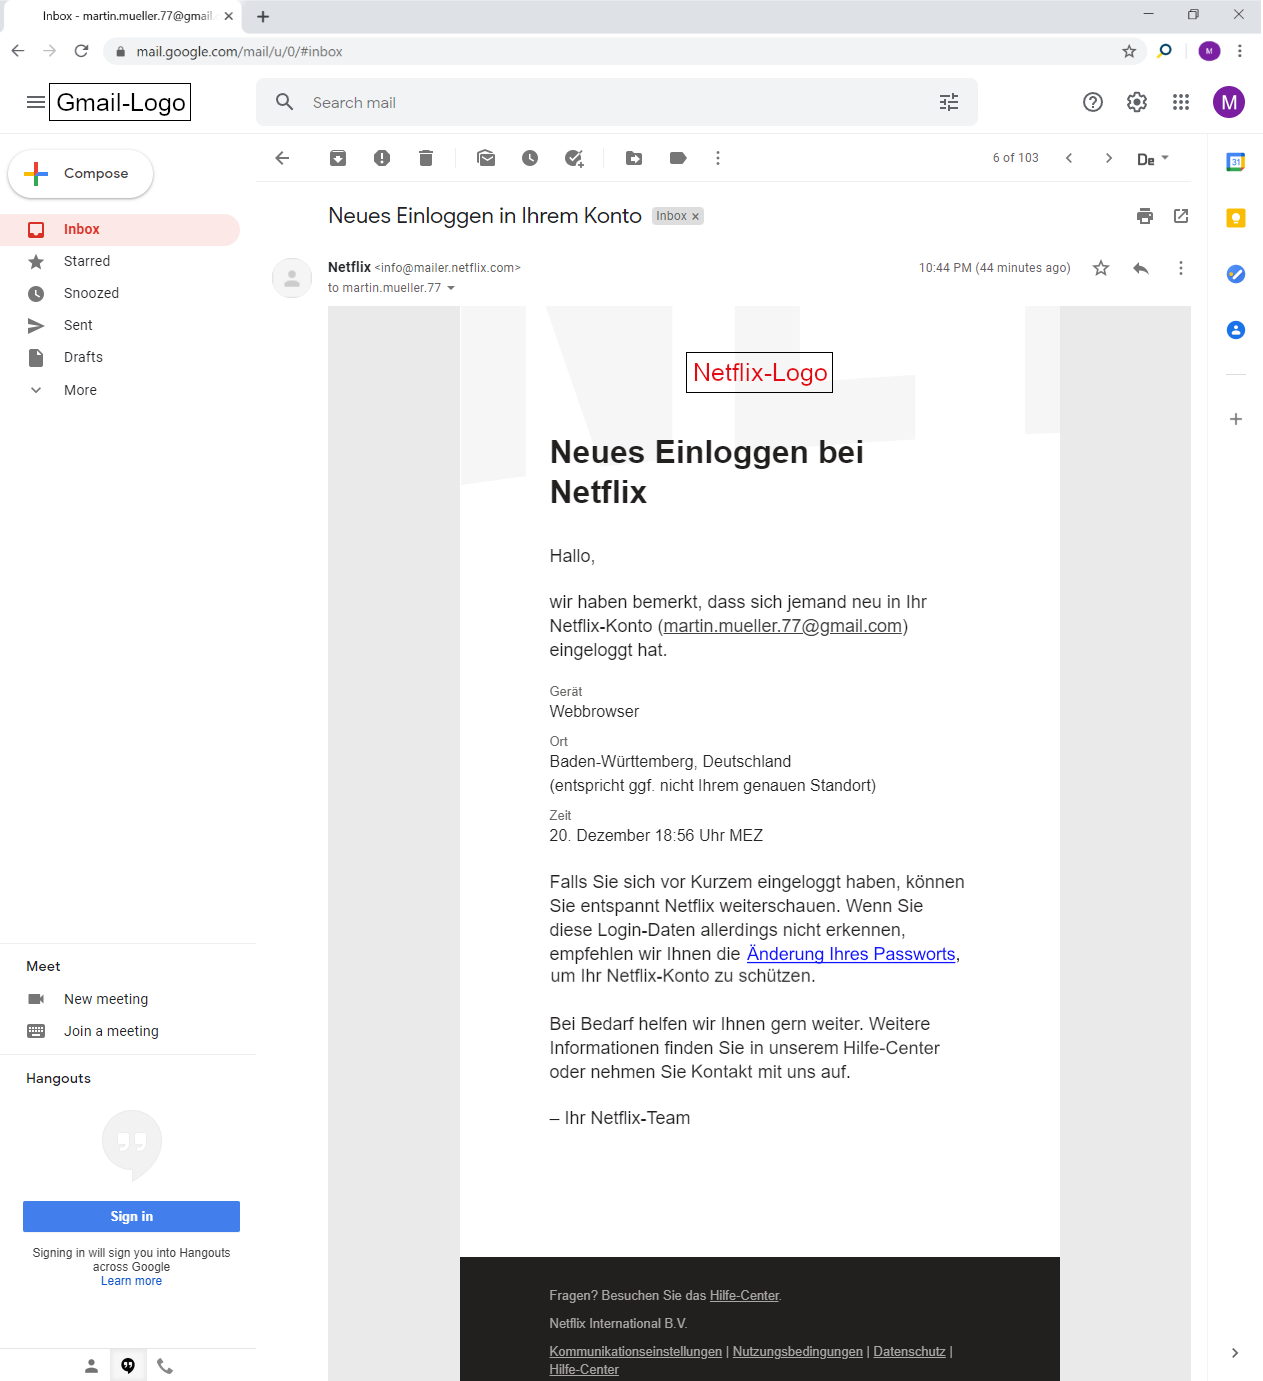 Inbox - martin.mueller.77@gmail.
mail.google.com/mail/u/0/#inbox
M
Gmail-Logo
Search mail
M
Compose
6 of 103
De
31
Inbox
Starred
Snoozed
Sent
Drafts
More
Neues Einloggen in Ihrem Konto
Inbox ×
Netflix <info@mailer.netflix.com>
10:44 PM (44 minutes ago)
to martin.mueller.77
Netflix-Logo
Neues Einloggen bei
Netflix
Hallo,
wir haben bemerkt, dass sich jemand neu in Ihr
Netflix-Konto (martin.mueller.77@gmail.com)
eingeloggt hat.
Gerät
Webbrowser
Ort
Baden-Württemberg, Deutschland
(entspricht ggf. nicht Ihrem genauen Standort)
Zeit
20. Dezember 18:56 Uhr MEZ
Falls Sie sich vor Kurzem eingeloggt haben, können
Sie entspannt Netflix weiterschauen. Wenn Sie
diese Login-Daten allerdings nicht erkennen,
empfehlen wir Ihnen die Änderung Ihres Passworts,
um Ihr Netflix-Konto zu schützen.
Bei Bedarf helfen wir Ihnen gern weiter. Weitere
Informationen finden Sie in unserem Hilfe-Center
oder nehmen Sie Kontakt mit uns auf.
– Ihr Netflix-Team
Fragen? Besuchen Sie das Hilfe-Center.
Netflix International B.V.
Kommunikationseinstellungen | Nutzungsbedingungen | Datenschutz |
Hilfe-Center
Meet
New meeting
Join a meeting
Hangouts
Sign in
Signing in will sign you into Hangouts
across Google
Learn more